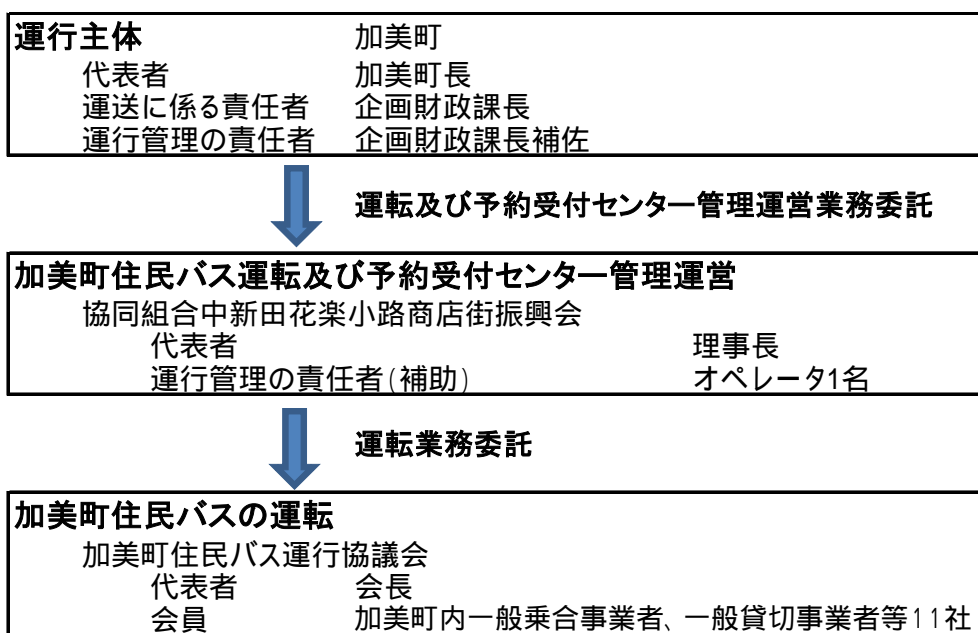 運行主体 加美町
代表者 加美町長
運送に係る責任者 企画財政課長
運行管理の責任者 企画財政課長補佐
運転及び予約受付センター管理運営業務委託
加美町住民バス運転及び予約受付センター管理運営
協同組合中新田花楽小路商店街振興会
代表者 理事長
運行管理の責任者(補助) オペレータ1名
運転業務委託
加美町住民バスの運転
加美町住民バス運行協議会
代表者 会長
会員 加美町内一般乗合事業者、一般貸切事業者等11社